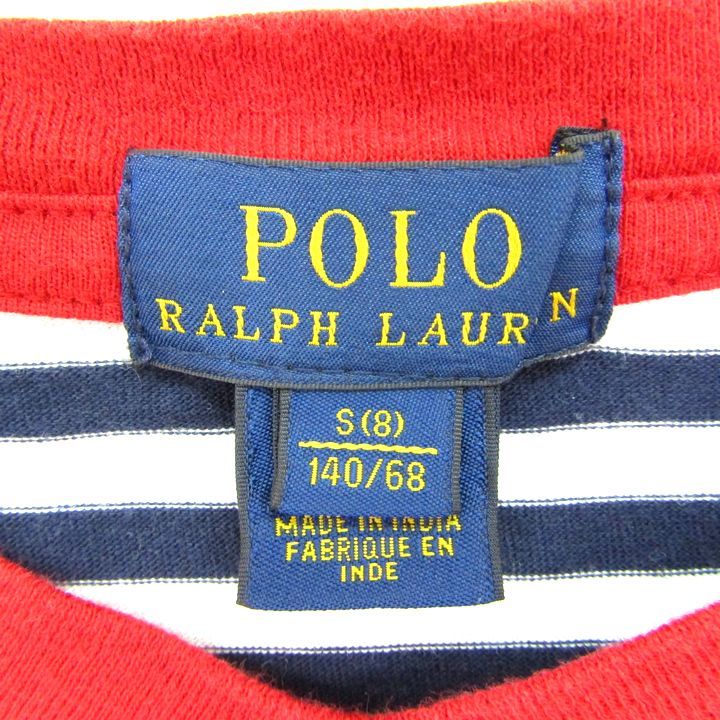 POLO
RALPH LAUR N
S (8)
140/68
MADE IN INDIA
FABRIQUE EN
INDE